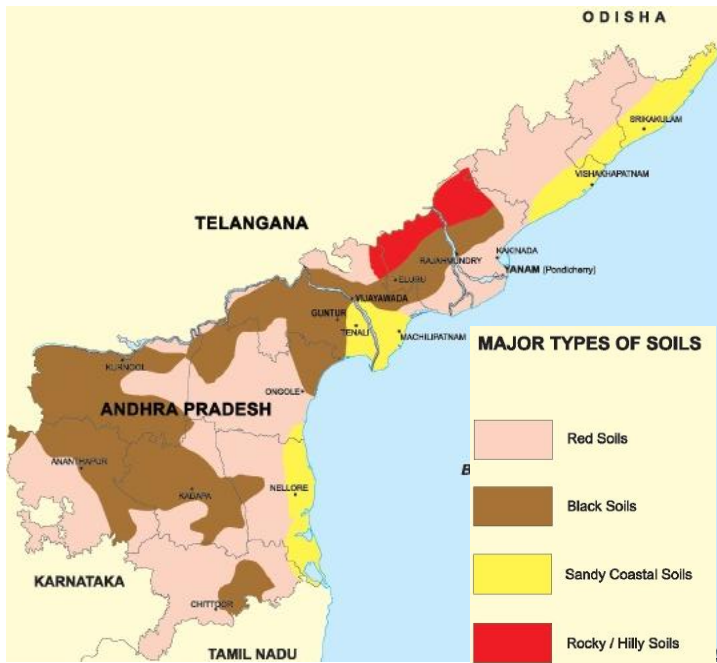 ODISHA
SRIKAKULAM
VISHAKHAPATNAM
TELANGANA
KAKINADA
RAJAHMUNDRY
YANAM (Pondicherry)
ELURU
VIJAYAWADA
GUNTUR
TENALI
MACHILIPATNAM
KURNOOL
ONGOLE
ANDHRA PRADESH
ANANTHAPUR
KADAPA
NELLORE
B
KARNATAKA
CHITTOOR
TAMIL NADU
MAJOR TYPES OF SOILS
Red Soils
Black Soils
Sandy Coastal Soils
Rocky / Hilly Soils